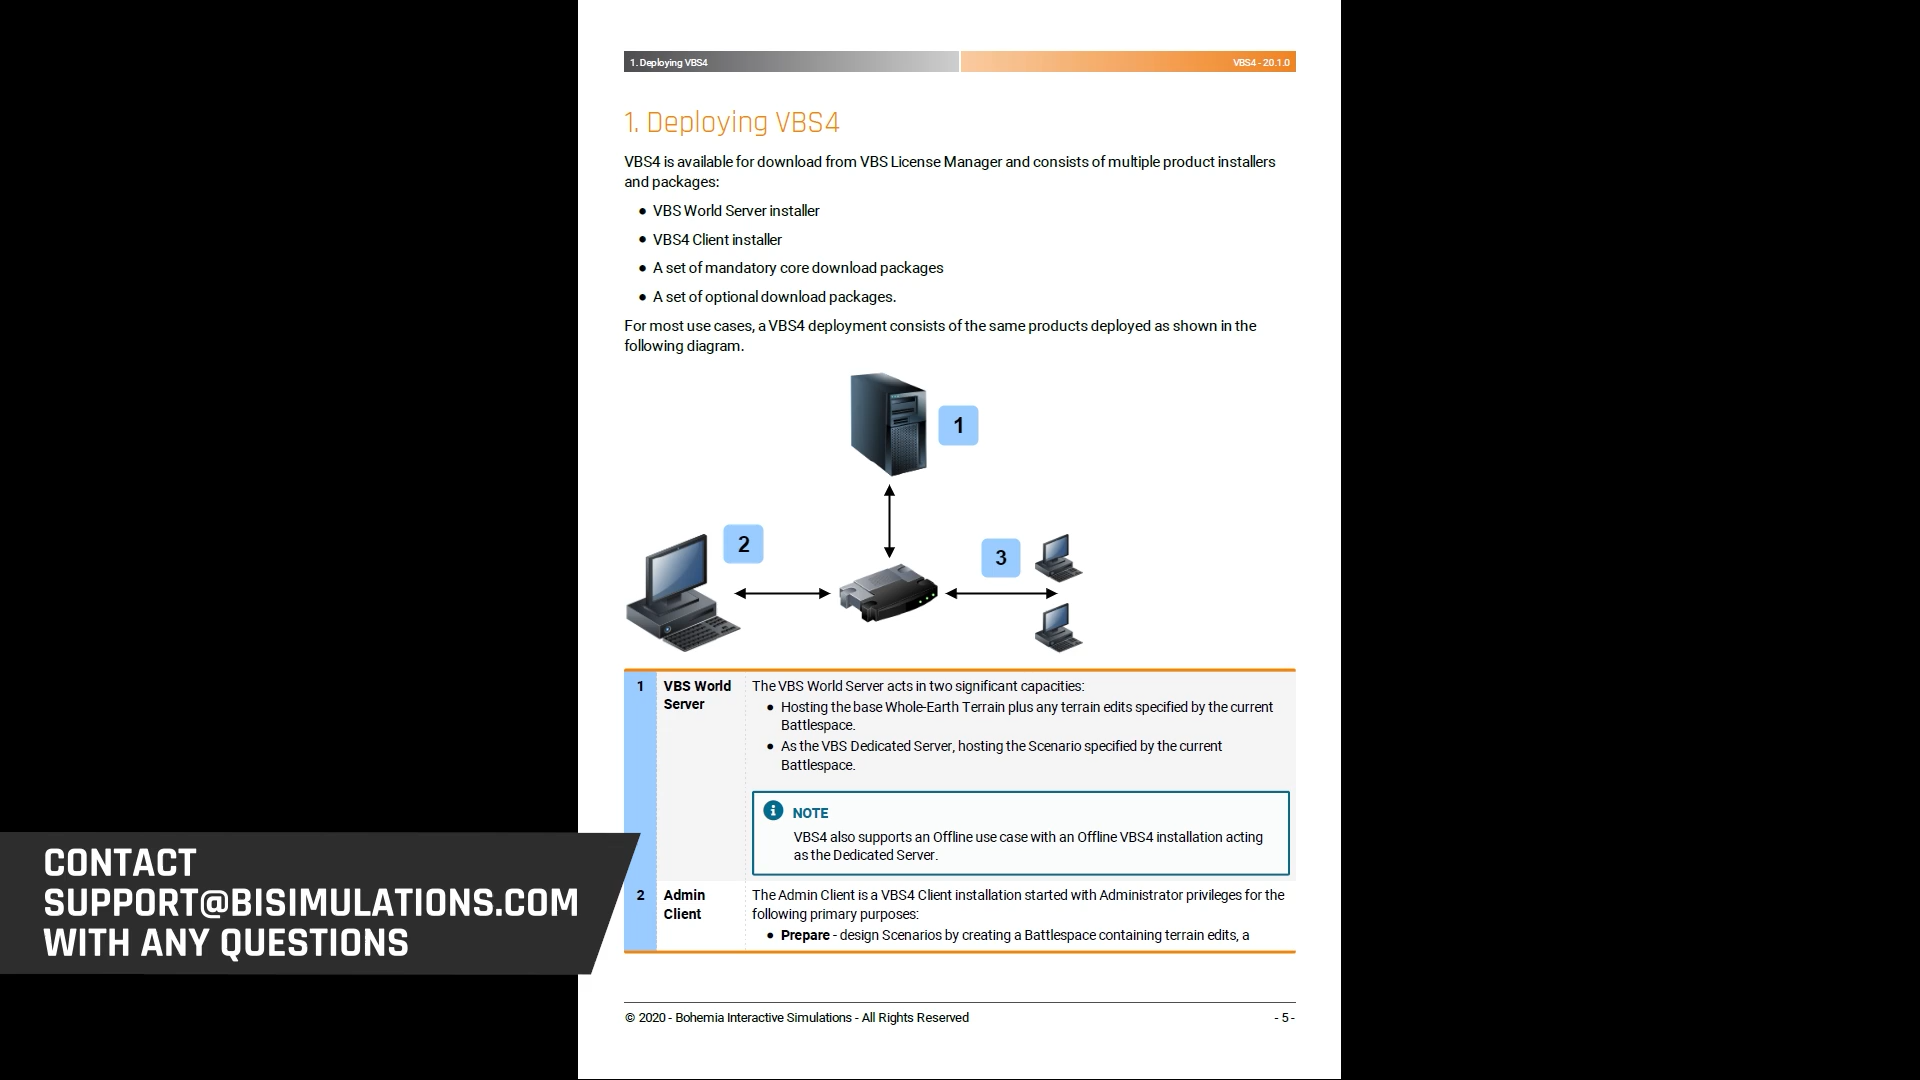 1. Deploying VBS4
VBS4 - 20.1.0
1. Deploying VBS4
VBS4 is available for download from VBS License Manager and consists of multiple product installers
and packages:
● VBS World Server installer
● VBS4 Client installer
● A set of mandatory core download packages
● A set of optional download packages.
For most use cases, a VBS4 deployment consists of the same products deployed as shown in the
following diagram.
1
2
3
1
VBS World
Server
The VBS World Server acts in two significant capacities:
● Hosting the base Whole-Earth Terrain plus any terrain edits specified by the current
Battlespace.
● As the VBS Dedicated Server, hosting the Scenario specified by the current
Battlespace.
NOTE
VBS4 also supports an Offline use case with an Offline VBS4 installation acting
as the Dedicated Server.
2
Admin
Client
The Admin Client is a VBS4 Client installation started with Administrator privileges for the
following primary purposes:
● Prepare - design Scenarios by creating a Battlespace containing terrain edits, a
CONTACT
SUPPORT@BISIMULATIONS.COM
WITH ANY QUESTIONS
© 2020 - Bohemia Interactive Simulations - All Rights Reserved
- 5 -